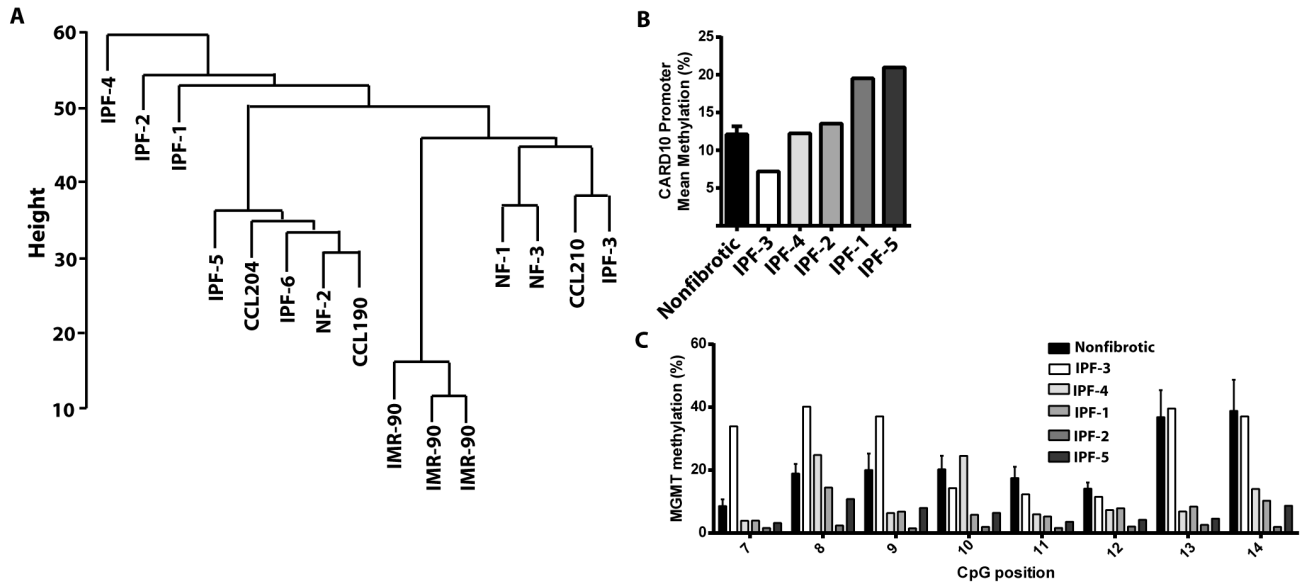 A
Height
60
50
40
30
20
10
IPF-4
IPF-2
IPF-1
IPF-5
CCL204
IPF-6
NF-2
CCL190
IMR-90
IMR-90
IMR-90
NF-1
NF-3
CCL210
IPF-3
B
CARD10 Promoter
Mean Methylation (%)
25
20
15
10
5
Nonfibrotic
IPF-3
IPF-4
IPF-2
IPF-1
IPF-5
C
MGMT methylation (%)
60
40
20
0
Nonfibrotic
IPF-3
IPF-4
IPF-1
IPF-2
IPF-5
7
8
9
10
11
12
13
14
CpG position